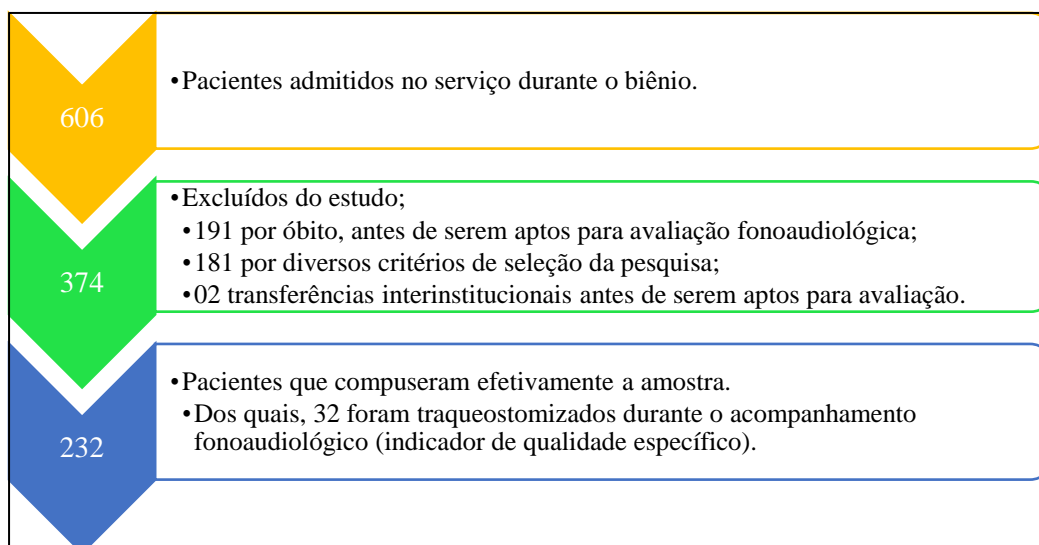 606
•Pacientes admitidos no serviço durante o biênio.
374
•Excluídos do estudo;
•191 por óbito, antes de serem aptos para avaliação fonoaudiológica;
•181 por diversos critérios de seleção da pesquisa;
•02 transferências interinstitucionais antes de serem aptos para avaliação.
232
•Pacientes que compuseram efetivamente a amostra.
•Dos quais, 32 foram traqueostomizados durante o acompanhamento
fonoaudiológico (indicador de qualidade específico).